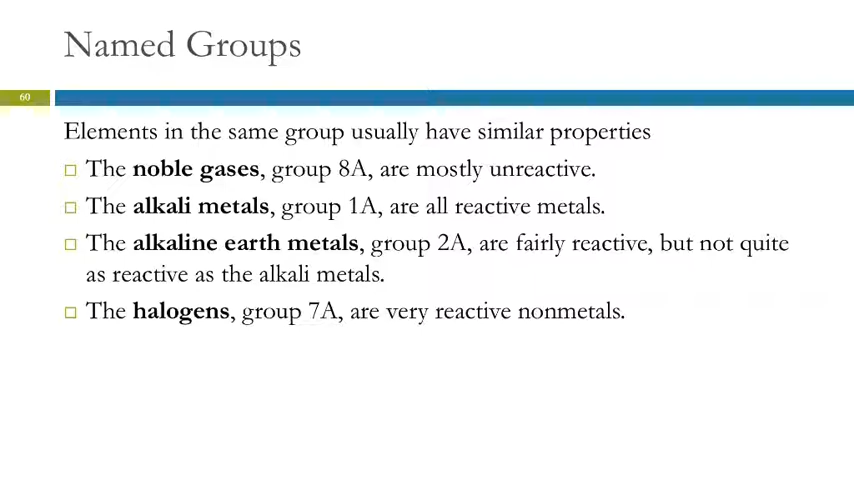 Named Groups
60
Elements in the same group usually have similar properties
The noble gases, group 8A, are mostly unreactive.
The alkali metals, group 1A, are all reactive metals.
The alkaline earth metals, group 2A, are fairly reactive, but not quite
as reactive as the alkali metals.
The halogens, group 7A, are very reactive nonmetals.